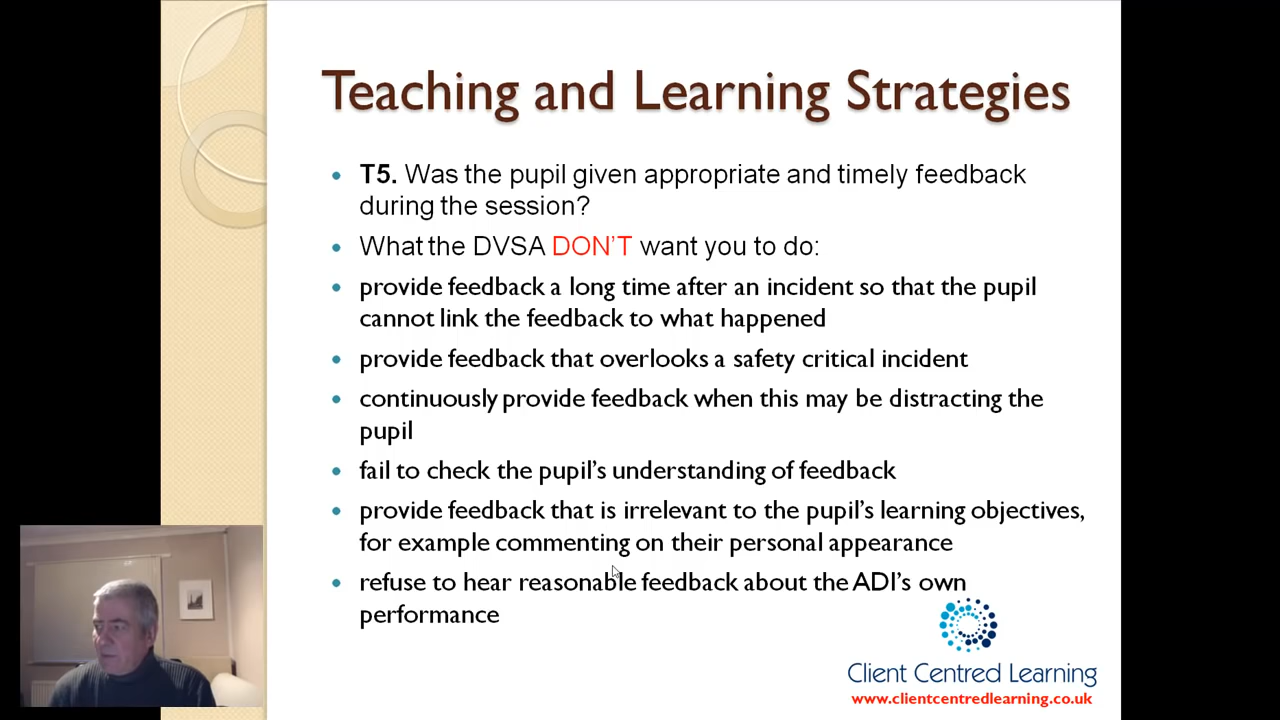 Teaching and Learning Strategies
T5. Was the pupil given appropriate and timely feedback
during the session?
What the DVSA DON'T want you to do:
provide feedback a long time after an incident so that the pupil
cannot link the feedback to what happened
provide feedback that overlooks a safety critical incident
continuously provide feedback when this may be distracting the
pupil
fail to check the pupil's understanding of feedback
provide feedback that is irrelevant to the pupil's learning objectives,
for example commenting on their personal appearance
refuse to hear reasonable feedback about the ADI's own
performance
Client Centred Learning
www.clientcentredlearning.co.uk